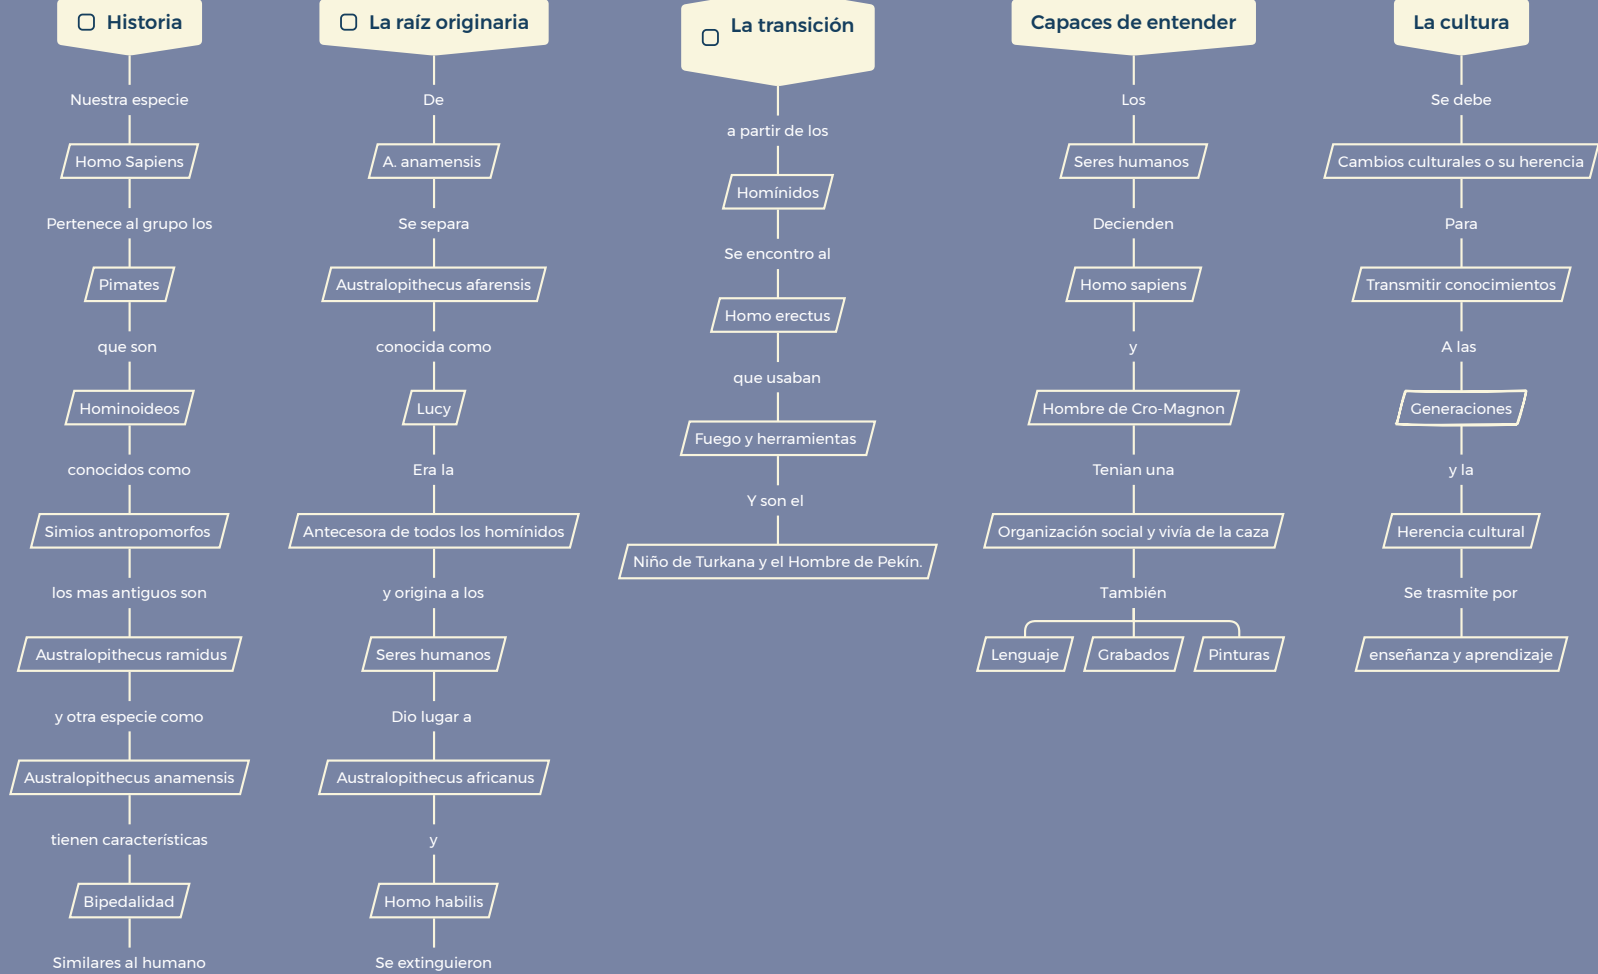 Historia
Nuestra especie
Homo Sapiens
Pertenece al grupo los
Pimates
que son
Hominoideos
conocidos como
Simios antropomorfos
los mas antiguos son
Australopithecus ramidus
y otra especie como
Australopithecus anamensis
tienen características
Bipedalidad
Similares al humano
La raíz originaria
De
A. anamensis
Se separa
Australopithecus afarensis
conocida como
Lucy
Era la
Antecesora de todos los homínidos
y origina a los
Seres humanos
Dio lugar a
Australopithecus africanus
y
Homo habilis
Se extinguieron
La transición
a partir de los
Homínidos
Se encontro al
Homo erectus
que usaban
Fuego y herramientas
Y son el
Niño de Turkana y el Hombre de Pekín.
Capaces de entender
Los
Seres humanos
Decienden
Homo sapiens
y
Hombre de Cro-Magnon
Tenian una
Organización social y vivía de la caza
También
Lenguaje
Grabados
Pinturas
La cultura
Se debe
Cambios culturales o su herencia
Para
Transmitir conocimientos
A las
Generaciones
y la
Herencia cultural
Se trasmite por
enseñanza y aprendizaje